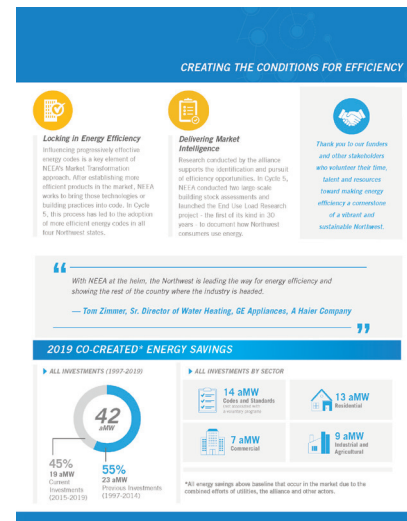 CREATING THE CONDITIONS FOR EFFICIENCY
Locking in Energy Efficiency
Influencing progressively effective
energy codes is a key element of
NEEA's Market Transformation
approach. After establishing more
efficient products in the market, NEEA
works to bring those technologies or
building practices into code. In Cycle
5, this process has led to the adoption
of more efficient energy codes in all
four Northwest states.
Delivering Market
Intelligence
Research conducted by the alliance
supports the identification and pursuit
of efficiency opportunities. In Cycle 5,
NEEA conducted two large-scale
building stock assessments and
launched the End Use Load Research
project - the first of its kind in 30
years - to document how Northwest
consumers use energy.
Thank you to our funders
and other stakeholders
who volunteer their time,
talent and resources
toward making energy
efficiency a cornerstone
of a vibrant and
sustainable Northwest.
“
With NEEA at the helm, the Northwest is leading the way for energy efficiency and
showing the rest of the country where the industry is headed.
— Tom Zimmer, Sr. Director of Water Heating, GE Appliances, A Haier Company
”
2019 CO-CREATED* ENERGY SAVINGS
ALL INVESTMENTS (1997-2019)
42
aMW
45%
19 aMW
Current
Investments
(2015-2019)
55%
23 aMW
Previous Investments
(1997-2014)
ALL INVESTMENTS BY SECTOR
14 aMW
Codes and Standards
13 aMW
Residential
7 aMW
Commercial
9 aMW
Industrial and
Agricultural
*All energy savings above baseline that occur in the market due to the
combined efforts of utilities, the alliance and other actors.